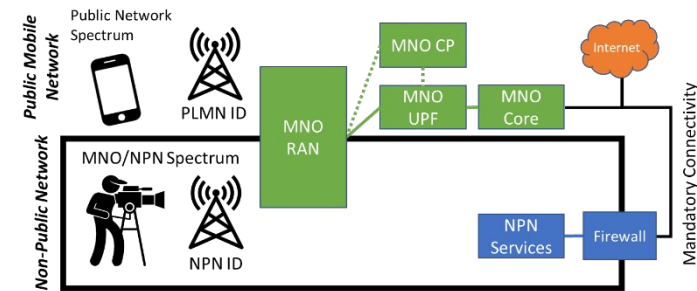 Public Mobile
Network
Public Network
Spectrum
PLMN ID
MNO
RAN
MNO CP
MNO
UPF
MNO
Core
Internet
Mandatory Connectivity
Non-Public Network
MNO/NPN Spectrum
NPN ID
NPN
Services
Firewall